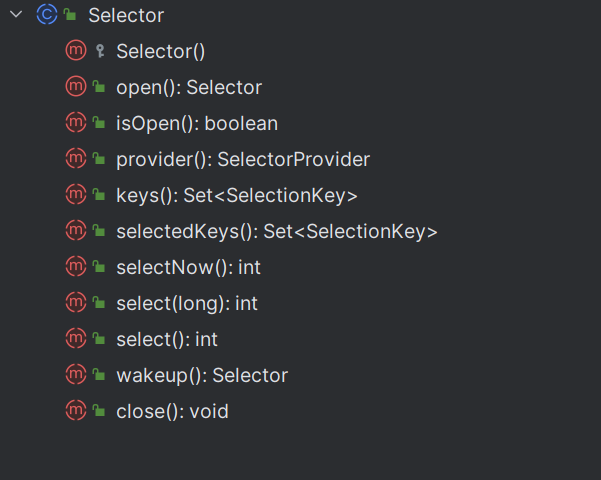 Selector
Selector()
open(): Selector
isOpen(): boolean
provider(): SelectorProvider
keys(): Set<SelectionKey>
selectedKeys(): Set<SelectionKey>
selectNow(): int
select(long): int
select(): int
wakeup(): Selector
close(): void